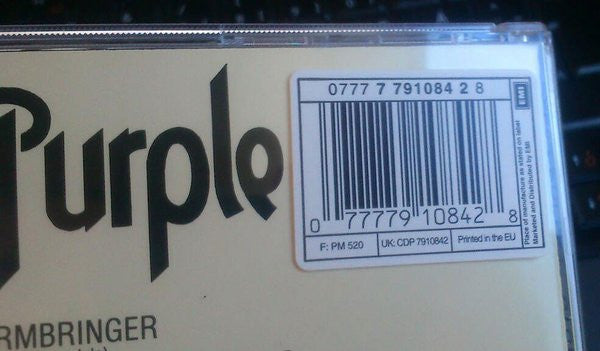 Purple
0777 7 791084 2 8
EMI
0 77779 10842 8
F: PM 520
UK: CDP 7910842
Printed in the EU
Place of manufacture as stated on label
Marketed and Distributed by EMI
RMBRINGER